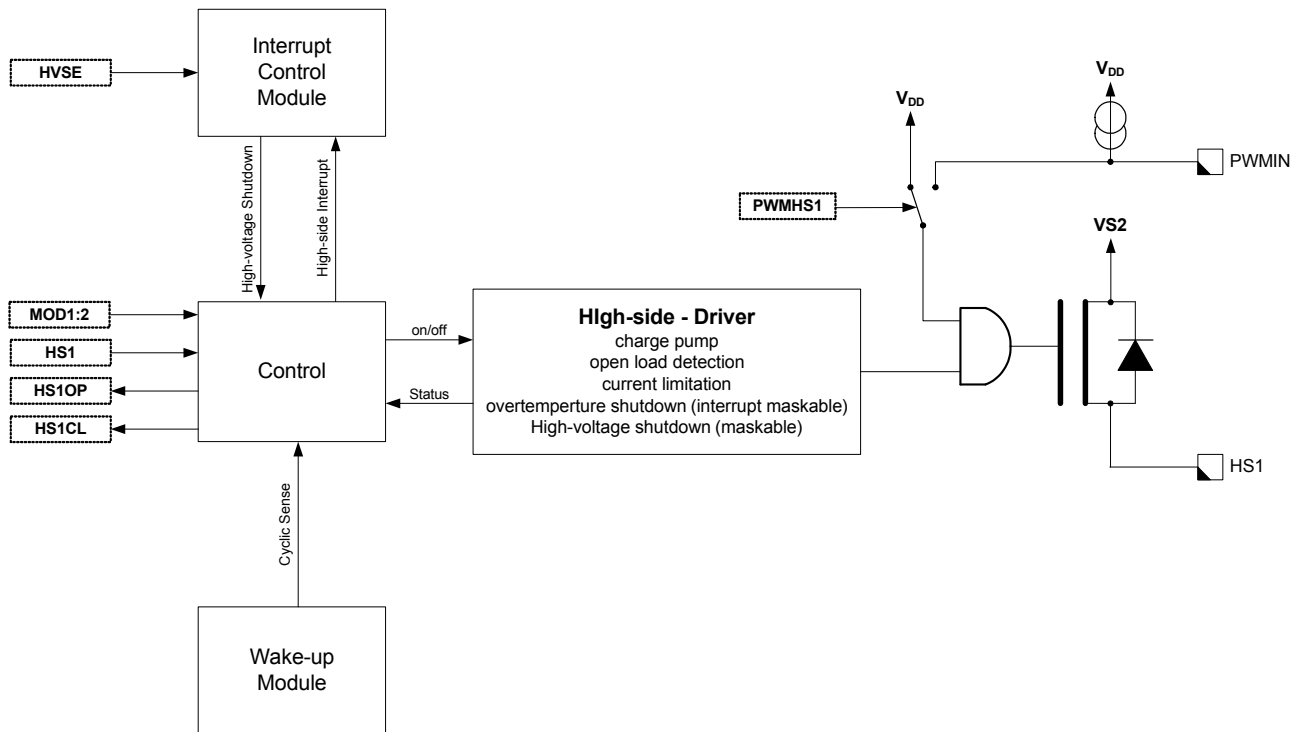 Interrupt
Control
Module
HVSE
High-voltage Shutdown
High-side Interrupt
VDD
VDD
PWMIN
PWMHS1
VS2
MOD1:2
HS1
HS1OP
HS1CL
Control
on/off
Status
HIgh-side - Driver
charge pump
open load detection
current limitation
overtemperture shutdown (interrupt maskable)
High-voltage shutdown (maskable)
HS1
Cyclic Sense
Wake-up
Module